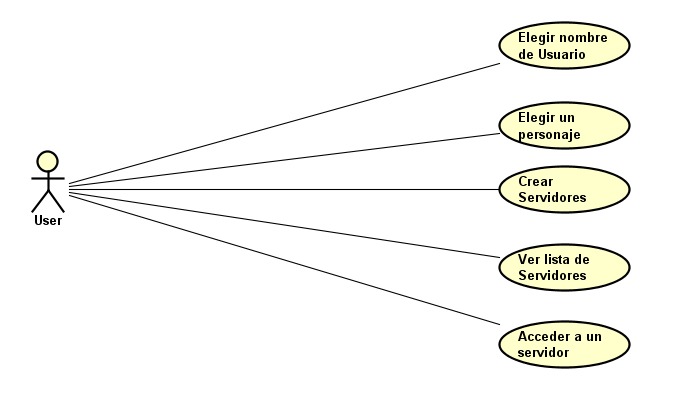 Elegir nombre
de Usuario
Elegir un
personaje
Crear
Servidores
User
Ver lista de
Servidores
Acceder a un
servidor